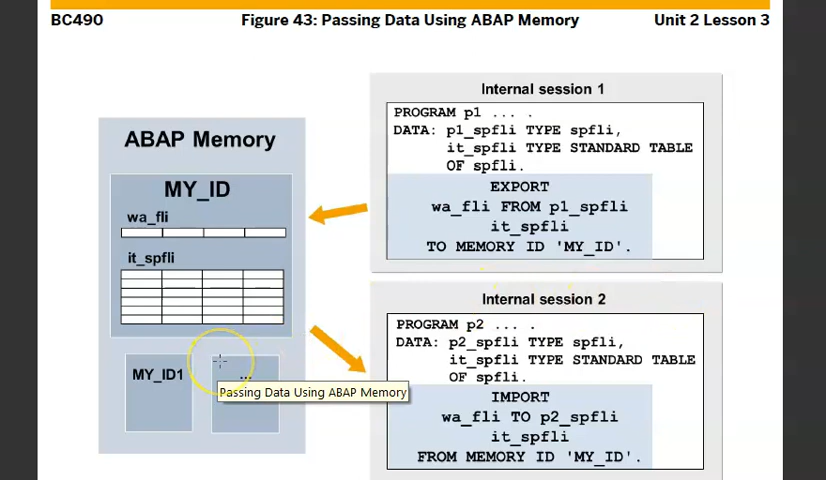 BC490
Figure 43: Passing Data Using ABAP Memory
Unit 2 Lesson 3
ABAP Memory
MY_ID
wa_fli
it_spfli
MY_ID1
...
Passing Data Using ABAP Memory
Internal session 1
PROGRAM p1 ... .
DATA: p1_spfli TYPE spfli,
it_spfli TYPE STANDARD TABLE
OF spfli.
EXPORT
wa_fli FROM p1_spfli
it_spfli
TO MEMORY ID 'MY_ID'.
Internal session 2
PROGRAM p2 ... .
DATA: p2_spfli TYPE spfli,
it_spfli TYPE STANDARD TABLE
OF spfli.
IMPORT
wa_fli TO p2_spfli
it_spfli
FROM MEMORY ID 'MY_ID'.